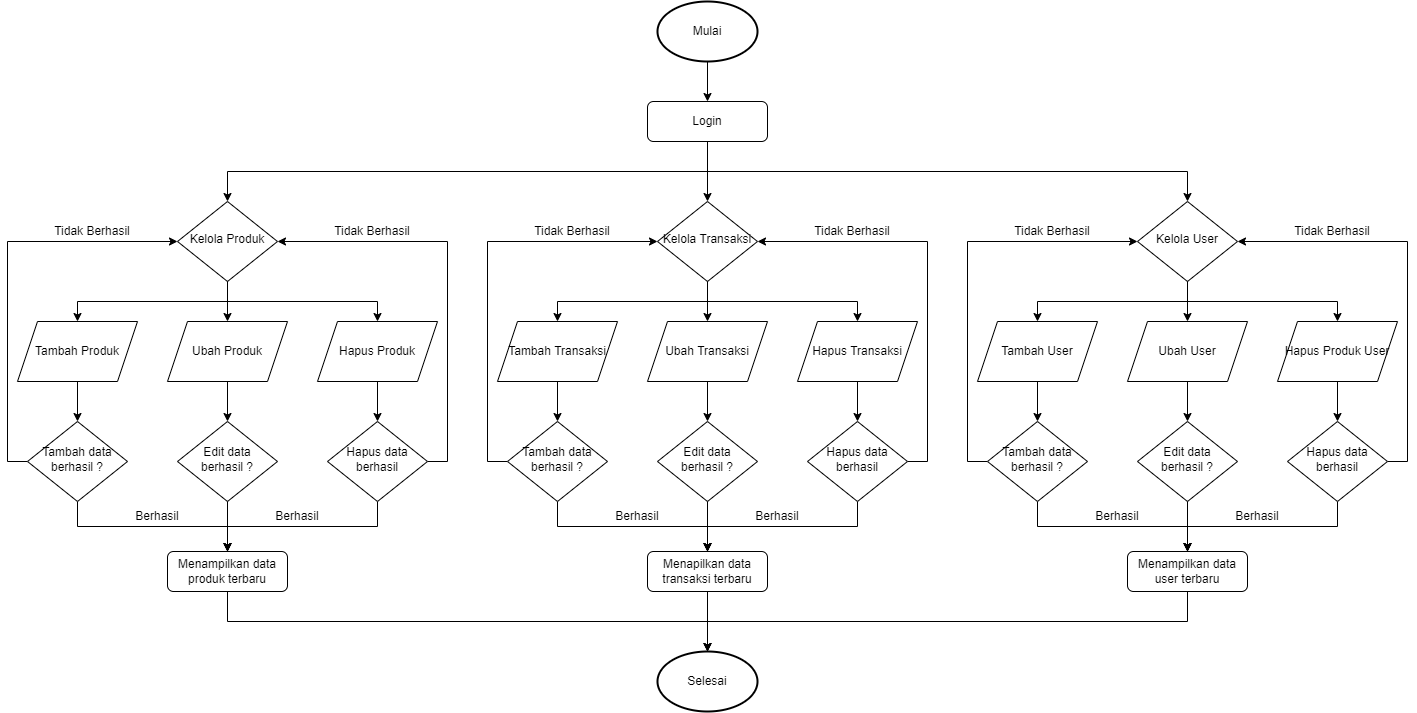 Mulai
Login
Tidak Berhasil
Kelola Produk
Tidak Berhasil
Tidak Berhasil
Kelola Transaksi
Tidak Berhasil
Tidak Berhasil
Kelola User
Tidak Berhasil
Tambah Produk
Ubah Produk
Hapus Produk
Tambah Transaksi
Ubah Transaksi
Hapus Transaksi
Tambah User
Ubah User
Hapus Produk User
Tambah data
berhasil ?
Edit data
berhasil ?
Hapus data
berhasil
Tambah data
berhasil ?
Edit data
berhasil ?
Hapus data
berhasil
Tambah data
berhasil ?
Edit data
berhasil ?
Hapus data
berhasil
Berhasil
Berhasil
Berhasil
Berhasil
Berhasil
Berhasil
Menampilkan data
produk terbaru
Menapilkan data
transaksi terbaru
Menampilkan data
user terbaru
Selesai